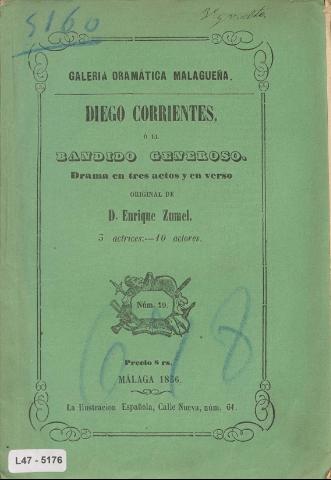 5160
GALERIA DRAMÁTICA MALAGUEÑA.
DIEGO CORRIENTES,
Ó EL
BANDIDO GENEROSO.
Drama en tres actos y en verso
ORIGINAL DE
D. Enrique Zumel.
3 actrices.—10 actores.
Núm. 19.
678
Precio 8 rs.
MÁLAGA 1856.
La Ilustracion Española, Calle Nueva, núm. 61.
L47 - 5176